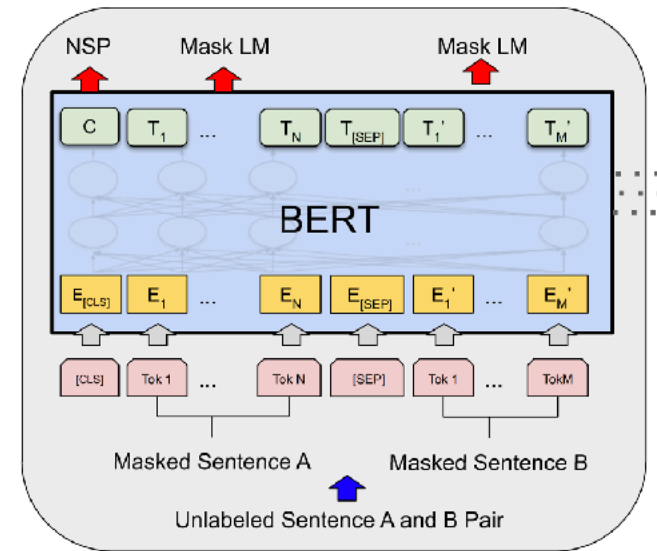 NSP Mask LM Mask LM
C T1 ... TN T[SEP] T1' ... TM'
...
BERT
...
E[CLS] E1 ... EN E[SEP] E1' ... EM'
[CLS] Tok 1 ... Tok N [SEP] Tok 1 ... TokM
Masked Sentence A Masked Sentence B
Unlabeled Sentence A and B Pair